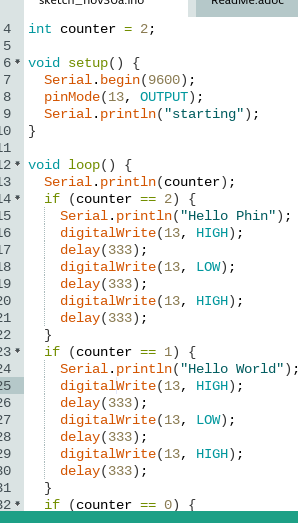 sketch_nov30a.ino ReadMe.adoc
4 int counter = 2;
5
6 void setup() {
7 Serial.begin(9600);
8 pinMode(13, OUTPUT);
9 Serial.println("starting");
10 }
11
12 void loop() {
13 Serial.println(counter);
14 if (counter == 2) {
15 Serial.println("Hello Phin");
16 digitalWrite(13, HIGH);
17 delay(333);
18 digitalWrite(13, LOW);
19 delay(333);
20 digitalWrite(13, HIGH);
21 delay(333);
22 }
23 if (counter == 1) {
24 Serial.println("Hello World");
25 digitalWrite(13, HIGH);
26 delay(333);
27 digitalWrite(13, LOW);
28 delay(333);
29 digitalWrite(13, HIGH);
30 delay(333);
31 }
32 if (counter == 0) {